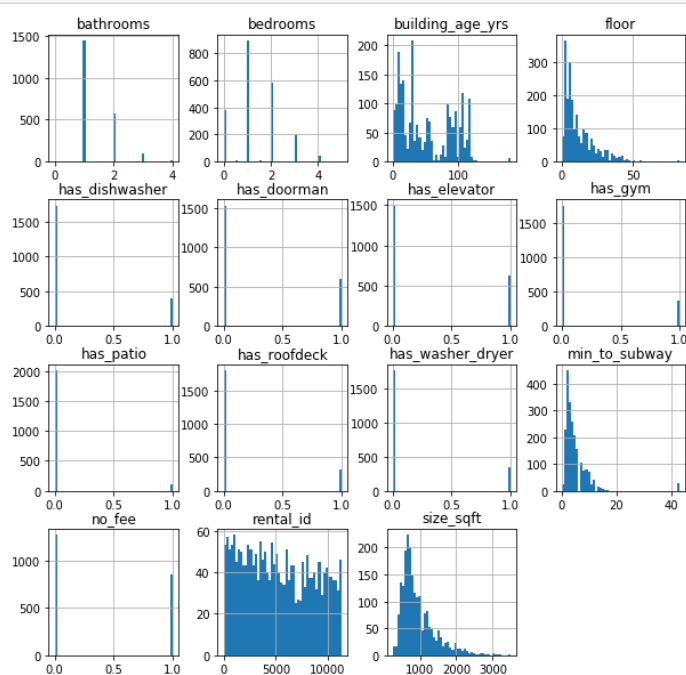 bathrooms bedrooms building_age_yrs floor
1500 1000 500 0
0 2 4
800 600 400 200 0
0 2 4
200 150 100 50 0
0 100
300 200 100 0
0 50
has_dishwasher has_doorman has_elevator has_gym
1500 1000 500 0
0.0 0.5 1.0
1500 1000 500 0
0.0 0.5 1.0
1500 1000 500 0
0.0 0.5 1.0
1500 1000 500 0
0.0 0.5 1.0
has_patio has_roofdeck has_washer_dryer min_to_subway
2000 1500 1000 500 0
0.0 0.5 1.0
1500 1000 500 0
0.0 0.5 1.0
1500 1000 500 0
0.0 0.5 1.0
400 300 200 100 0
0 20 40
no_fee rental_id size_sqft
1000 500 0
0.0 0.5 1.0
60 40 20 0
0 5000 10000
200 150 100 50 0
1000 2000 3000